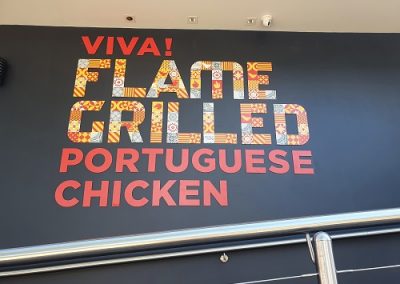 VIVA!
FLAME
GRILLED
PORTUGUESE
CHICKEN